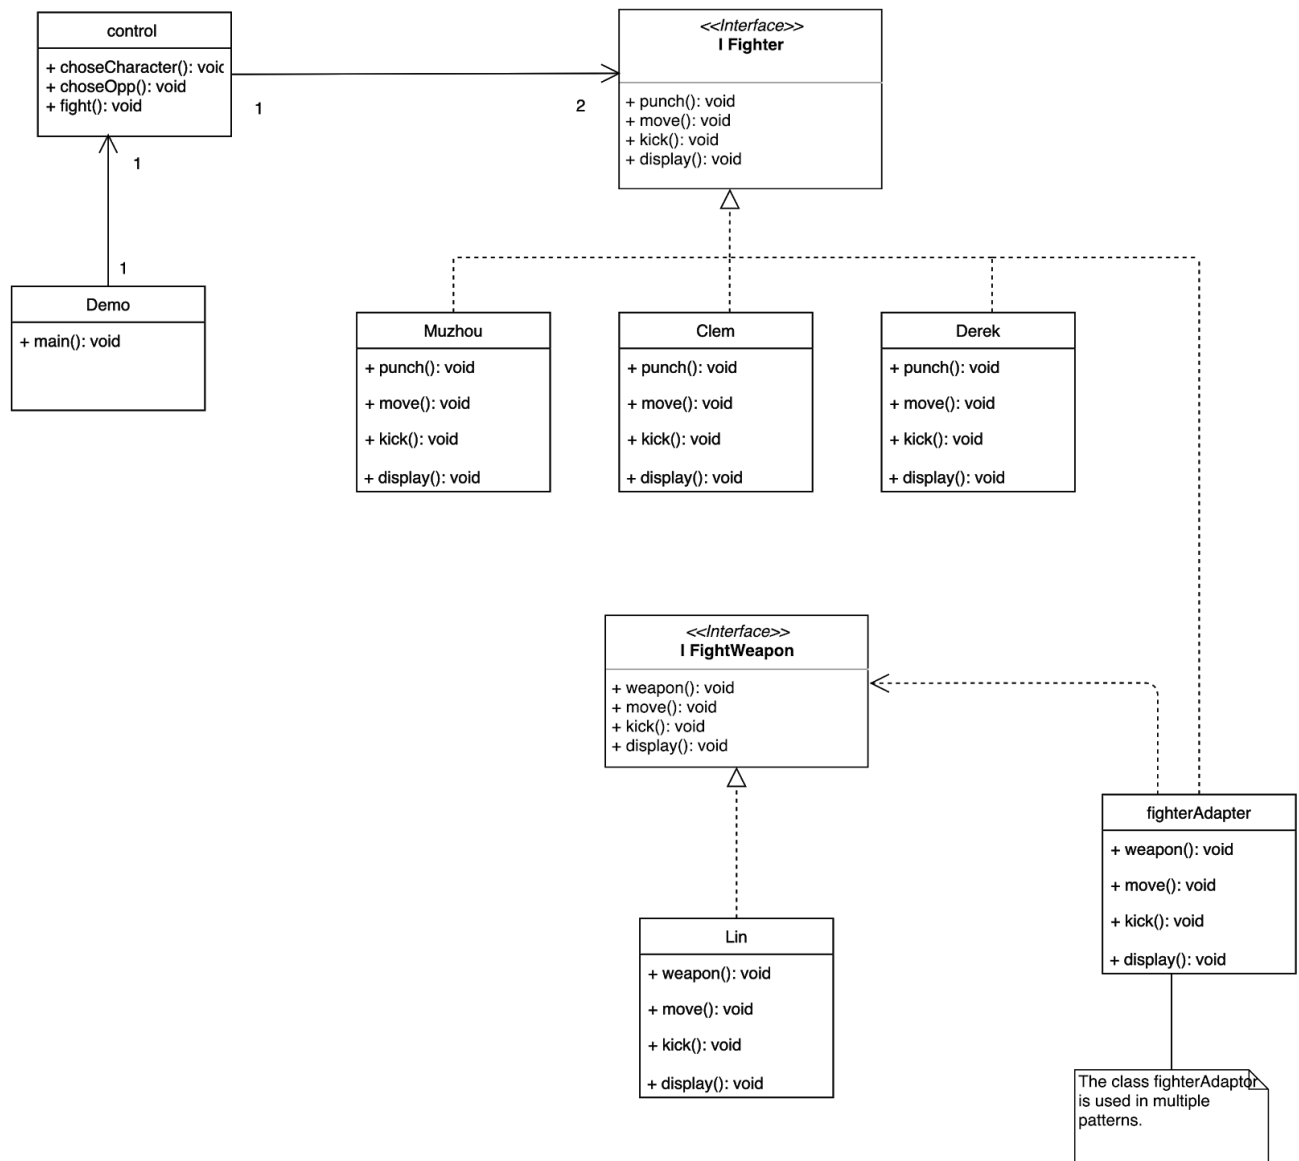 control
+ choseCharacter(): voic
+ choseOpp(): void
+ fight(): void
1
2
<<Interface>>
I Fighter
+ punch(): void
+ move(): void
+ kick(): void
+ display(): void
1
1
Demo
+ main(): void
Muzhou
+ punch(): void
+ move(): void
+ kick(): void
+ display(): void
Clem
+ punch(): void
+ move(): void
+ kick(): void
+ display(): void
Derek
+ punch(): void
+ move(): void
+ kick(): void
+ display(): void
<<Interface>>
I FightWeapon
+ weapon(): void
+ move(): void
+ kick(): void
+ display(): void
fighterAdapter
+ weapon(): void
+ move(): void
+ kick(): void
+ display(): void
Lin
+ weapon(): void
+ move(): void
+ kick(): void
+ display(): void
The class fighterAdaptor
is used in multiple
patterns.